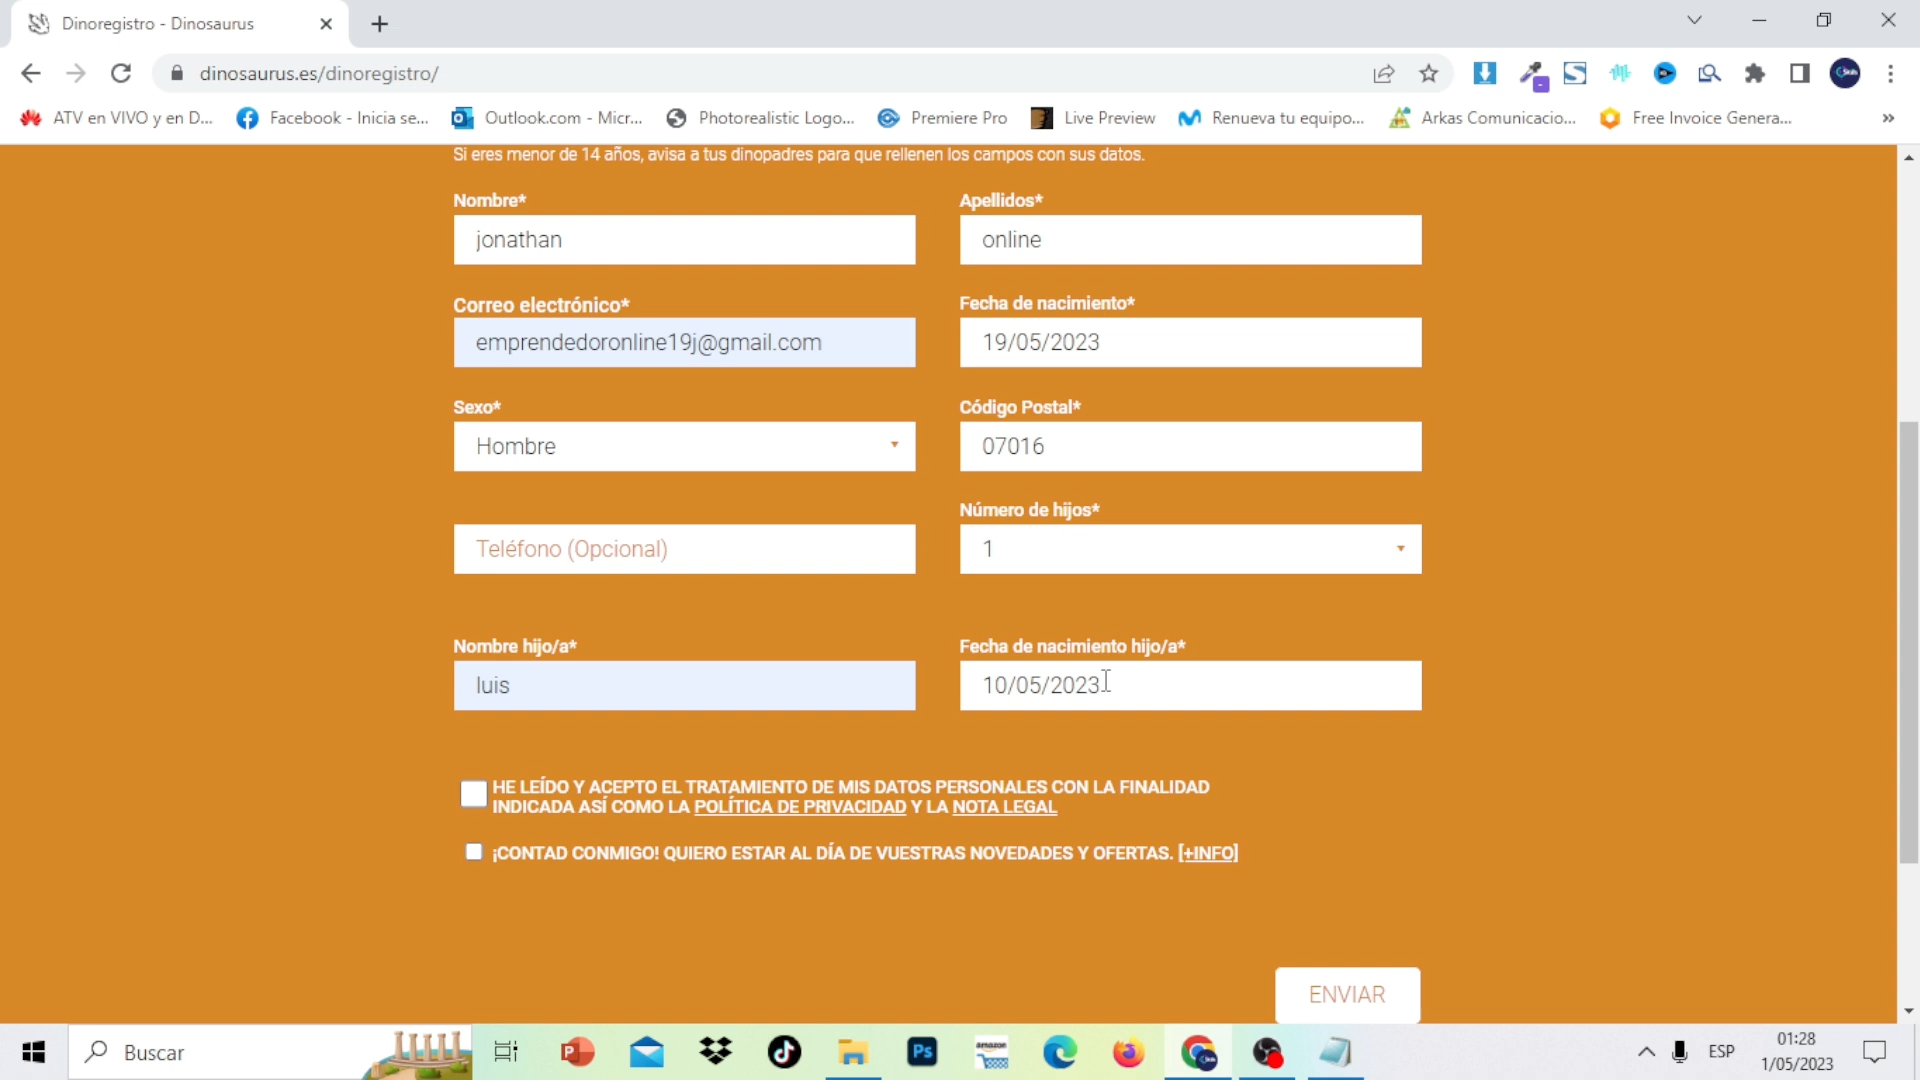 Dinoregistro - Dinosaurus
dinosaurus.es/dinoregistro/
ATV en VIVO y en D...
Facebook - Inicia se...
Outlook.com - Micr...
Photorealistic Logo...
Premiere Pro
Live Preview
Renueva tu equipo...
Arkas Comunicacio...
Free Invoice Genera...
»
Si eres menor de 14 años, avisa a tus dinopadres para que rellenen los campos con sus datos.
Nombre*
Apellidos*
jonathan
online
Correo electrónico*
Fecha de nacimiento*
emprendedoronline19j@gmail.com
19/05/2023
Sexo*
Código Postal*
Hombre
07016
Número de hijos*
Teléfono (Opcional)
1
Nombre hijo/a*
Fecha de nacimiento hijo/a*
luis
10/05/2023
HE LEÍDO Y ACEPTO EL TRATAMIENTO DE MIS DATOS PERSONALES CON LA FINALIDAD
INDICADA ASÍ COMO LA POLÍTICA DE PRIVACIDAD Y LA NOTA LEGAL
¡CONTAD CONMIGO! QUIERO ESTAR AL DÍA DE VUESTRAS NOVEDADES Y OFERTAS. [+INFO]
ENVIAR
Buscar
Ps
amazon
ESP
01:28
1/05/2023